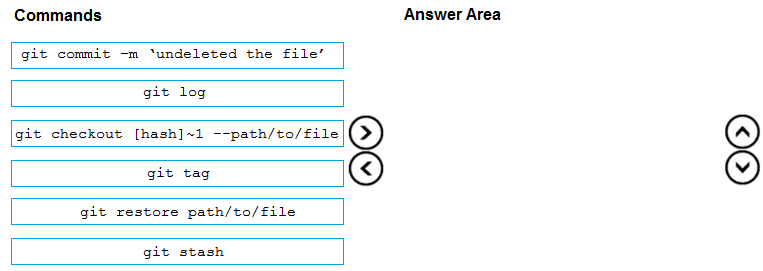 Commands
Answer Area
git commit –m ‘undeleted the file’
git log
git checkout [hash]~1 --path/to/file
git tag
git restore path/to/file
git stash